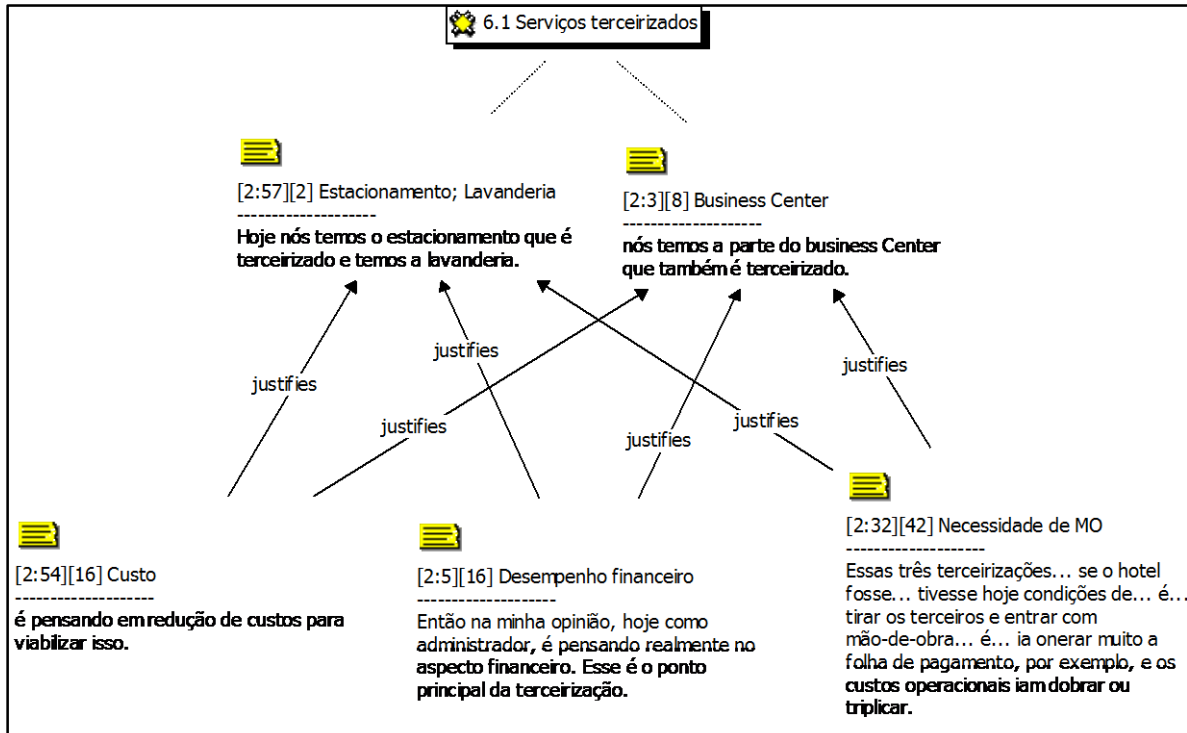 6.1 Serviços terceirizados
[2:57][2] Estacionamento; Lavanderia
--------------------
Hoje nós temos o estacionamento que é
terceirizado e temos a lavanderia.
[2:3][8] Business Center
--------------------
nós temos a parte do business Center
que também é terceirizado.
justifies
justifies
justifies
justifies
justifies
justifies
[2:54][16] Custo
--------------------
é pensando em redução de custos para
viabilizar isso.
[2:5][16] Desempenho financeiro
--------------------
Então na minha opinião, hoje como
administrador, é pensando realmente no
aspecto financeiro. Esse é o ponto
principal da terceirização.
[2:32][42] Necessidade de MO
--------------------
Essas três terceirizações... se o hotel
fosse... tivesse hoje condições de... é...
tirar os terceiros e entrar com
mão-de-obra... é... ia onerar muito a
folha de pagamento, por exemplo, e os
custos operacionais iam dobrar ou
triplicar.